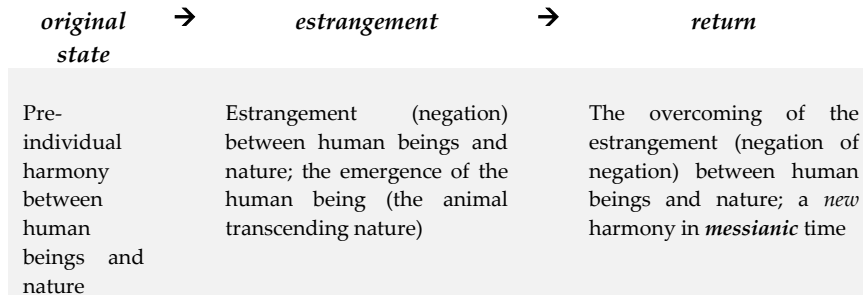 original state → estrangement → return
Pre-
individual
harmony
between
human
beings and
nature
Estrangement (negation)
between human beings and
nature; the emergence of the
human being (the animal
transcending nature)
The overcoming of the
estrangement (negation of
negation) between human
beings and nature; a new
harmony in messianic time